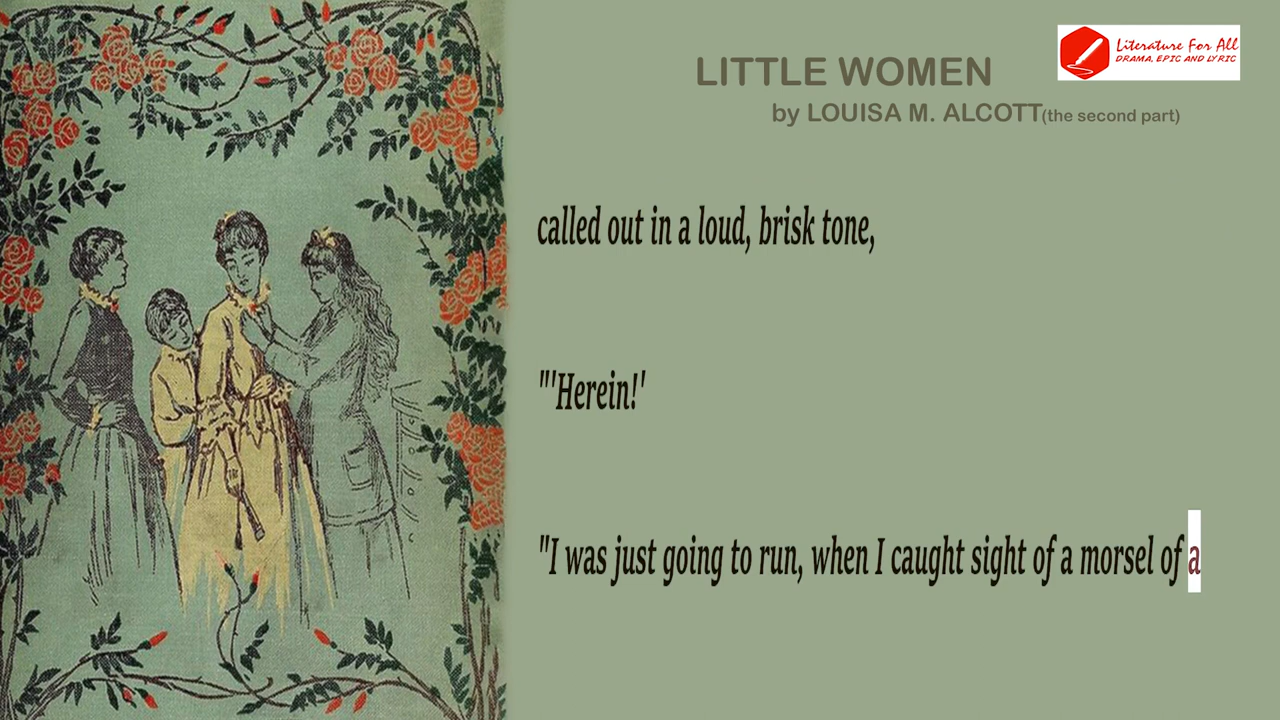 LITTLE WOMEN
by LOUISA M. ALCOTT(the second part)
Literature For All
DRAMA, EPIC AND LYRIC
called out in a loud, brisk tone,
"'Herein!'
"I was just going to run, when I caught sight of a morsel of a